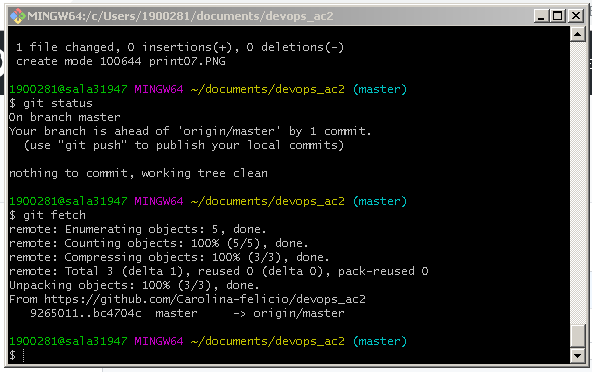 MINGW64:/c/Users/1900281/documents/devops_ac2
1 file changed, 0 insertions(+), 0 deletions(-)
create mode 100644 print07.PNG
1900281@sala31947 MINGW64 ~/documents/devops_ac2 (master)
$ git status
On branch master
Your branch is ahead of 'origin/master' by 1 commit.
(use "git push" to publish your local commits)
nothing to commit, working tree clean
1900281@sala31947 MINGW64 ~/documents/devops_ac2 (master)
$ git fetch
remote: Enumerating objects: 5, done.
remote: Counting objects: 100% (5/5), done.
remote: Compressing objects: 100% (3/3), done.
remote: Total 3 (delta 1), reused 0 (delta 0), pack-reused 0
Unpacking objects: 100% (3/3), done.
From https://github.com/Carolina-felicio/devops_ac2
9265011..bc4704c  master     -> origin/master
1900281@sala31947 MINGW64 ~/documents/devops_ac2 (master)
$